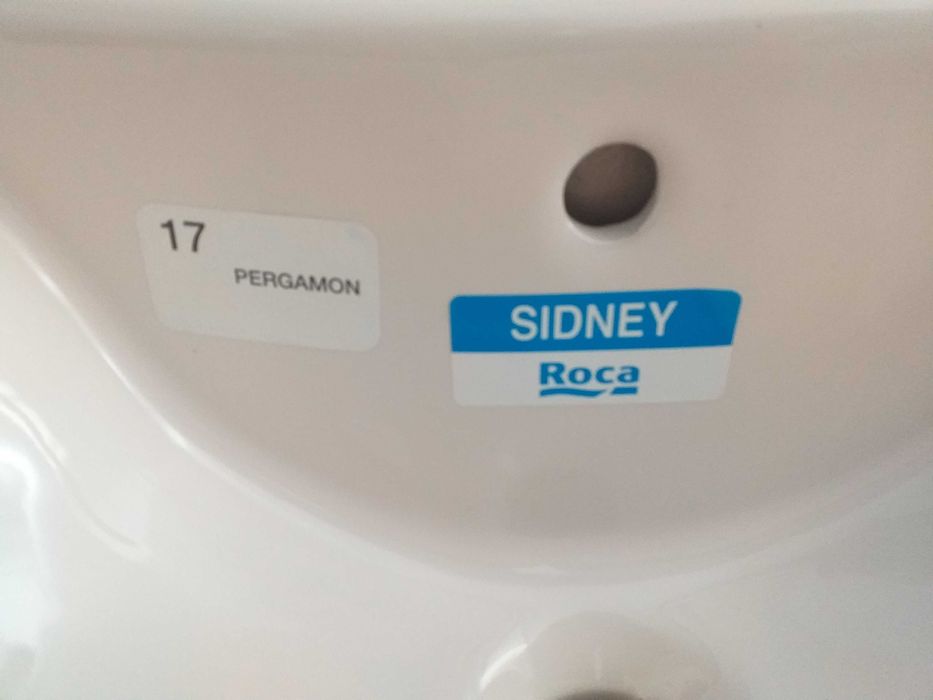 17
PERGAMON
SIDNEY
Roca